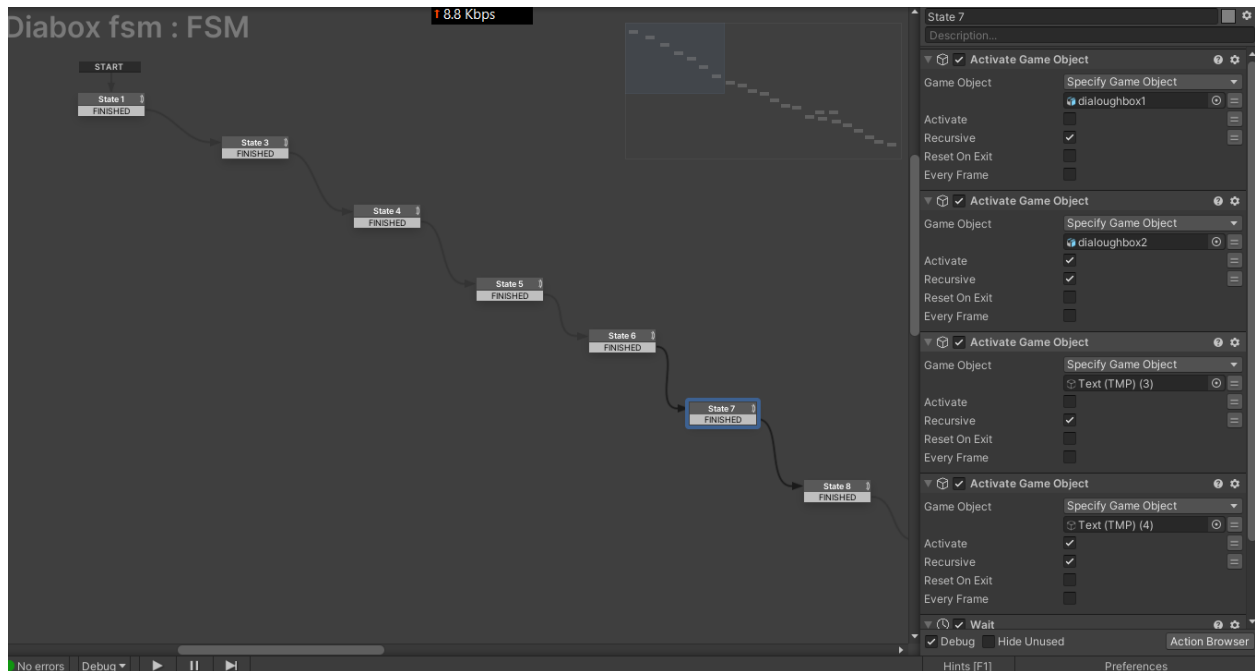 8.8 Kbps
Diabox fsm : FSM
START
State 1
FINISHED
State 3
FINISHED
State 4
FINISHED
State 5
FINISHED
State 6
FINISHED
State 7
FINISHED
State 8
FINISHED
State 7
Description...
Activate Game Object
Game Object Specify Game Object
dialoughbox1
Activate
Recursive
Reset On Exit
Every Frame
Activate Game Object
Game Object Specify Game Object
dialoughbox2
Activate
Recursive
Reset On Exit
Every Frame
Activate Game Object
Game Object Specify Game Object
Text (TMP) (3)
Activate
Recursive
Reset On Exit
Every Frame
Activate Game Object
Game Object Specify Game Object
Text (TMP) (4)
Activate
Recursive
Reset On Exit
Every Frame
Wait
Debug Hide Unused Action Browser
No errors Debug Hints [F1] Preferences